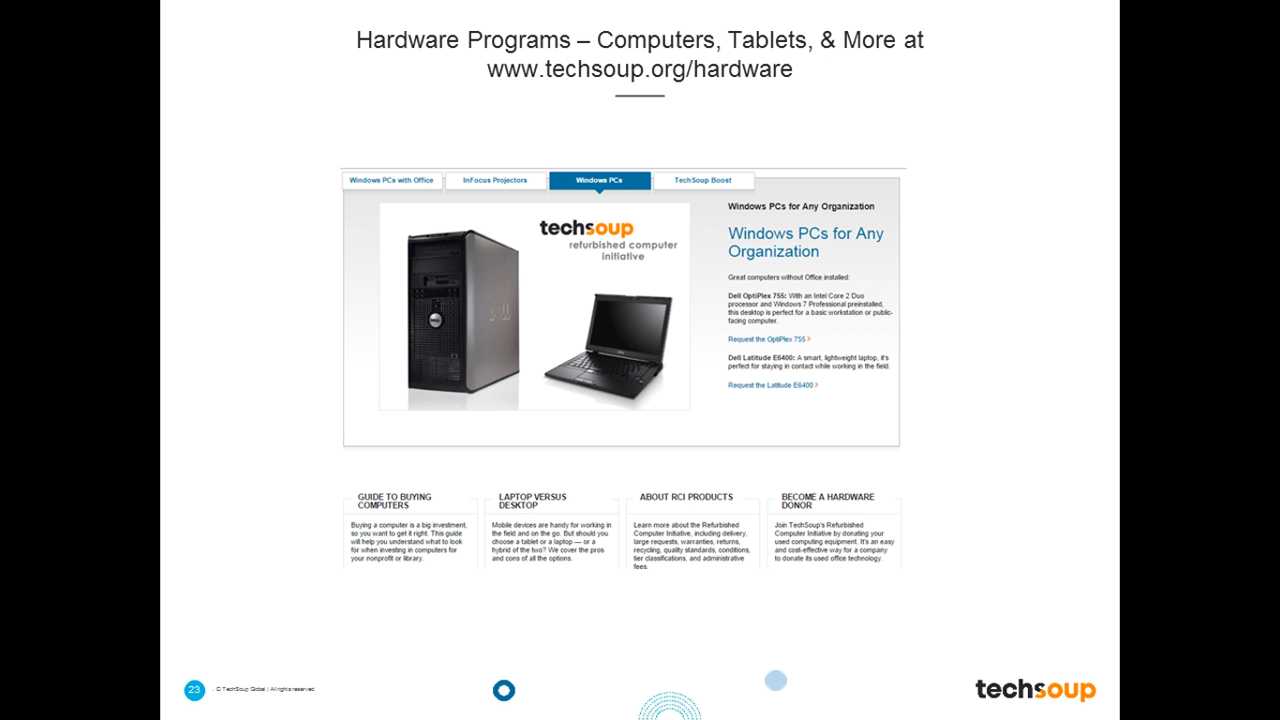 Hardware Programs – Computers, Tablets, & More at
www.techsoup.org/hardware
Windows PCs with Office
InFocus Projectors
Windows PCs
TechSoup Boost
techsoup
refurbished computer
initiative
DELL
Windows PCs for Any Organization
Windows PCs for Any
Organization
Great computers without Office installed:
Dell OptiPlex 755: With an Intel Core 2 Duo
processor and Windows 7 Professional preinstalled,
this desktop is perfect for a basic workstation or public-
facing computer.
Request the OptiPlex 755
Dell Latitude E6400: A smart, lightweight laptop, it's
perfect for staying in contact while working in the field.
Request the Latitude E6400
GUIDE TO BUYING
COMPUTERS
Buying a computer is a big investment,
so you want to get it right. This guide
will help you understand what to look
for when investing in computers for
your nonprofit or library.
LAPTOP VERSUS
DESKTOP
Mobile devices are handy for working in
the field and on the go. But should you
choose a tablet or a laptop — or a
hybrid of the two? We cover the pros
and cons of all the options.
ABOUT RCI PRODUCTS
Learn more about the Refurbished
Computer Initiative, including delivery,
large requests, warranties, returns,
recycling, quality standards, conditions,
tier classifications, and administrative
fees.
BECOME A HARDWARE
DONOR
Join TechSoup's Refurbished
Computer Initiative by donating your
used computing equipment. It's an easy
and cost-effective way for a company
to donate its used office technology.
23
. © TechSoup Global | All rights reserved
techsoup